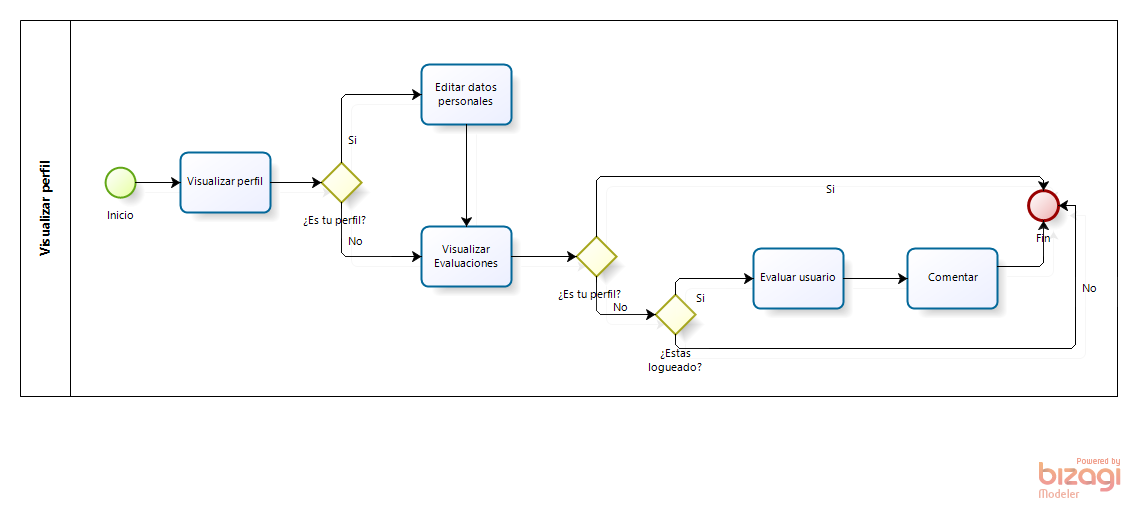 Visualizar perfil
Inicio
Visualizar perfil
¿Es tu perfil?
Si
No
Editar datos
personales
Visualizar
Evaluaciones
¿Es tu perfil?
Si
No
¿Estas
logueado?
Si
No
Evaluar usuario
Comentar
Fin
Powered by
bizagi
Modeler